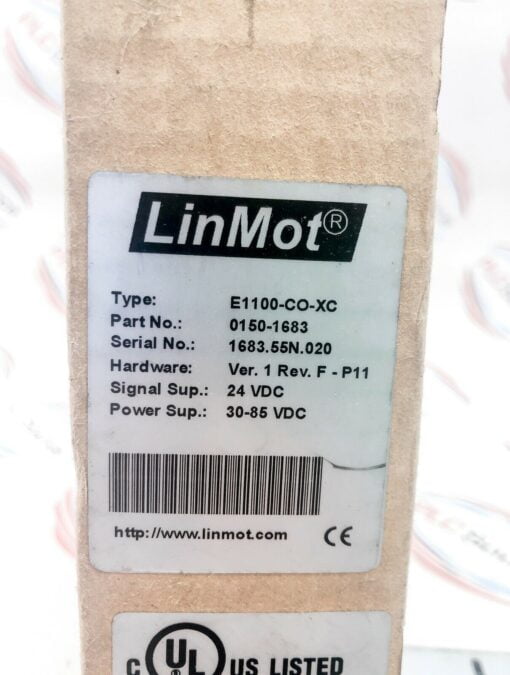 LinMot®
Type: E1100-CO-XC
Part No.: 0150-1683
Serial No.: 1683.55N.020
Hardware: Ver. 1 Rev. F - P11
Signal Sup.: 24 VDC
Power Sup.: 30-85 VDC
http://www.linmot.com CE
C UL US LISTED